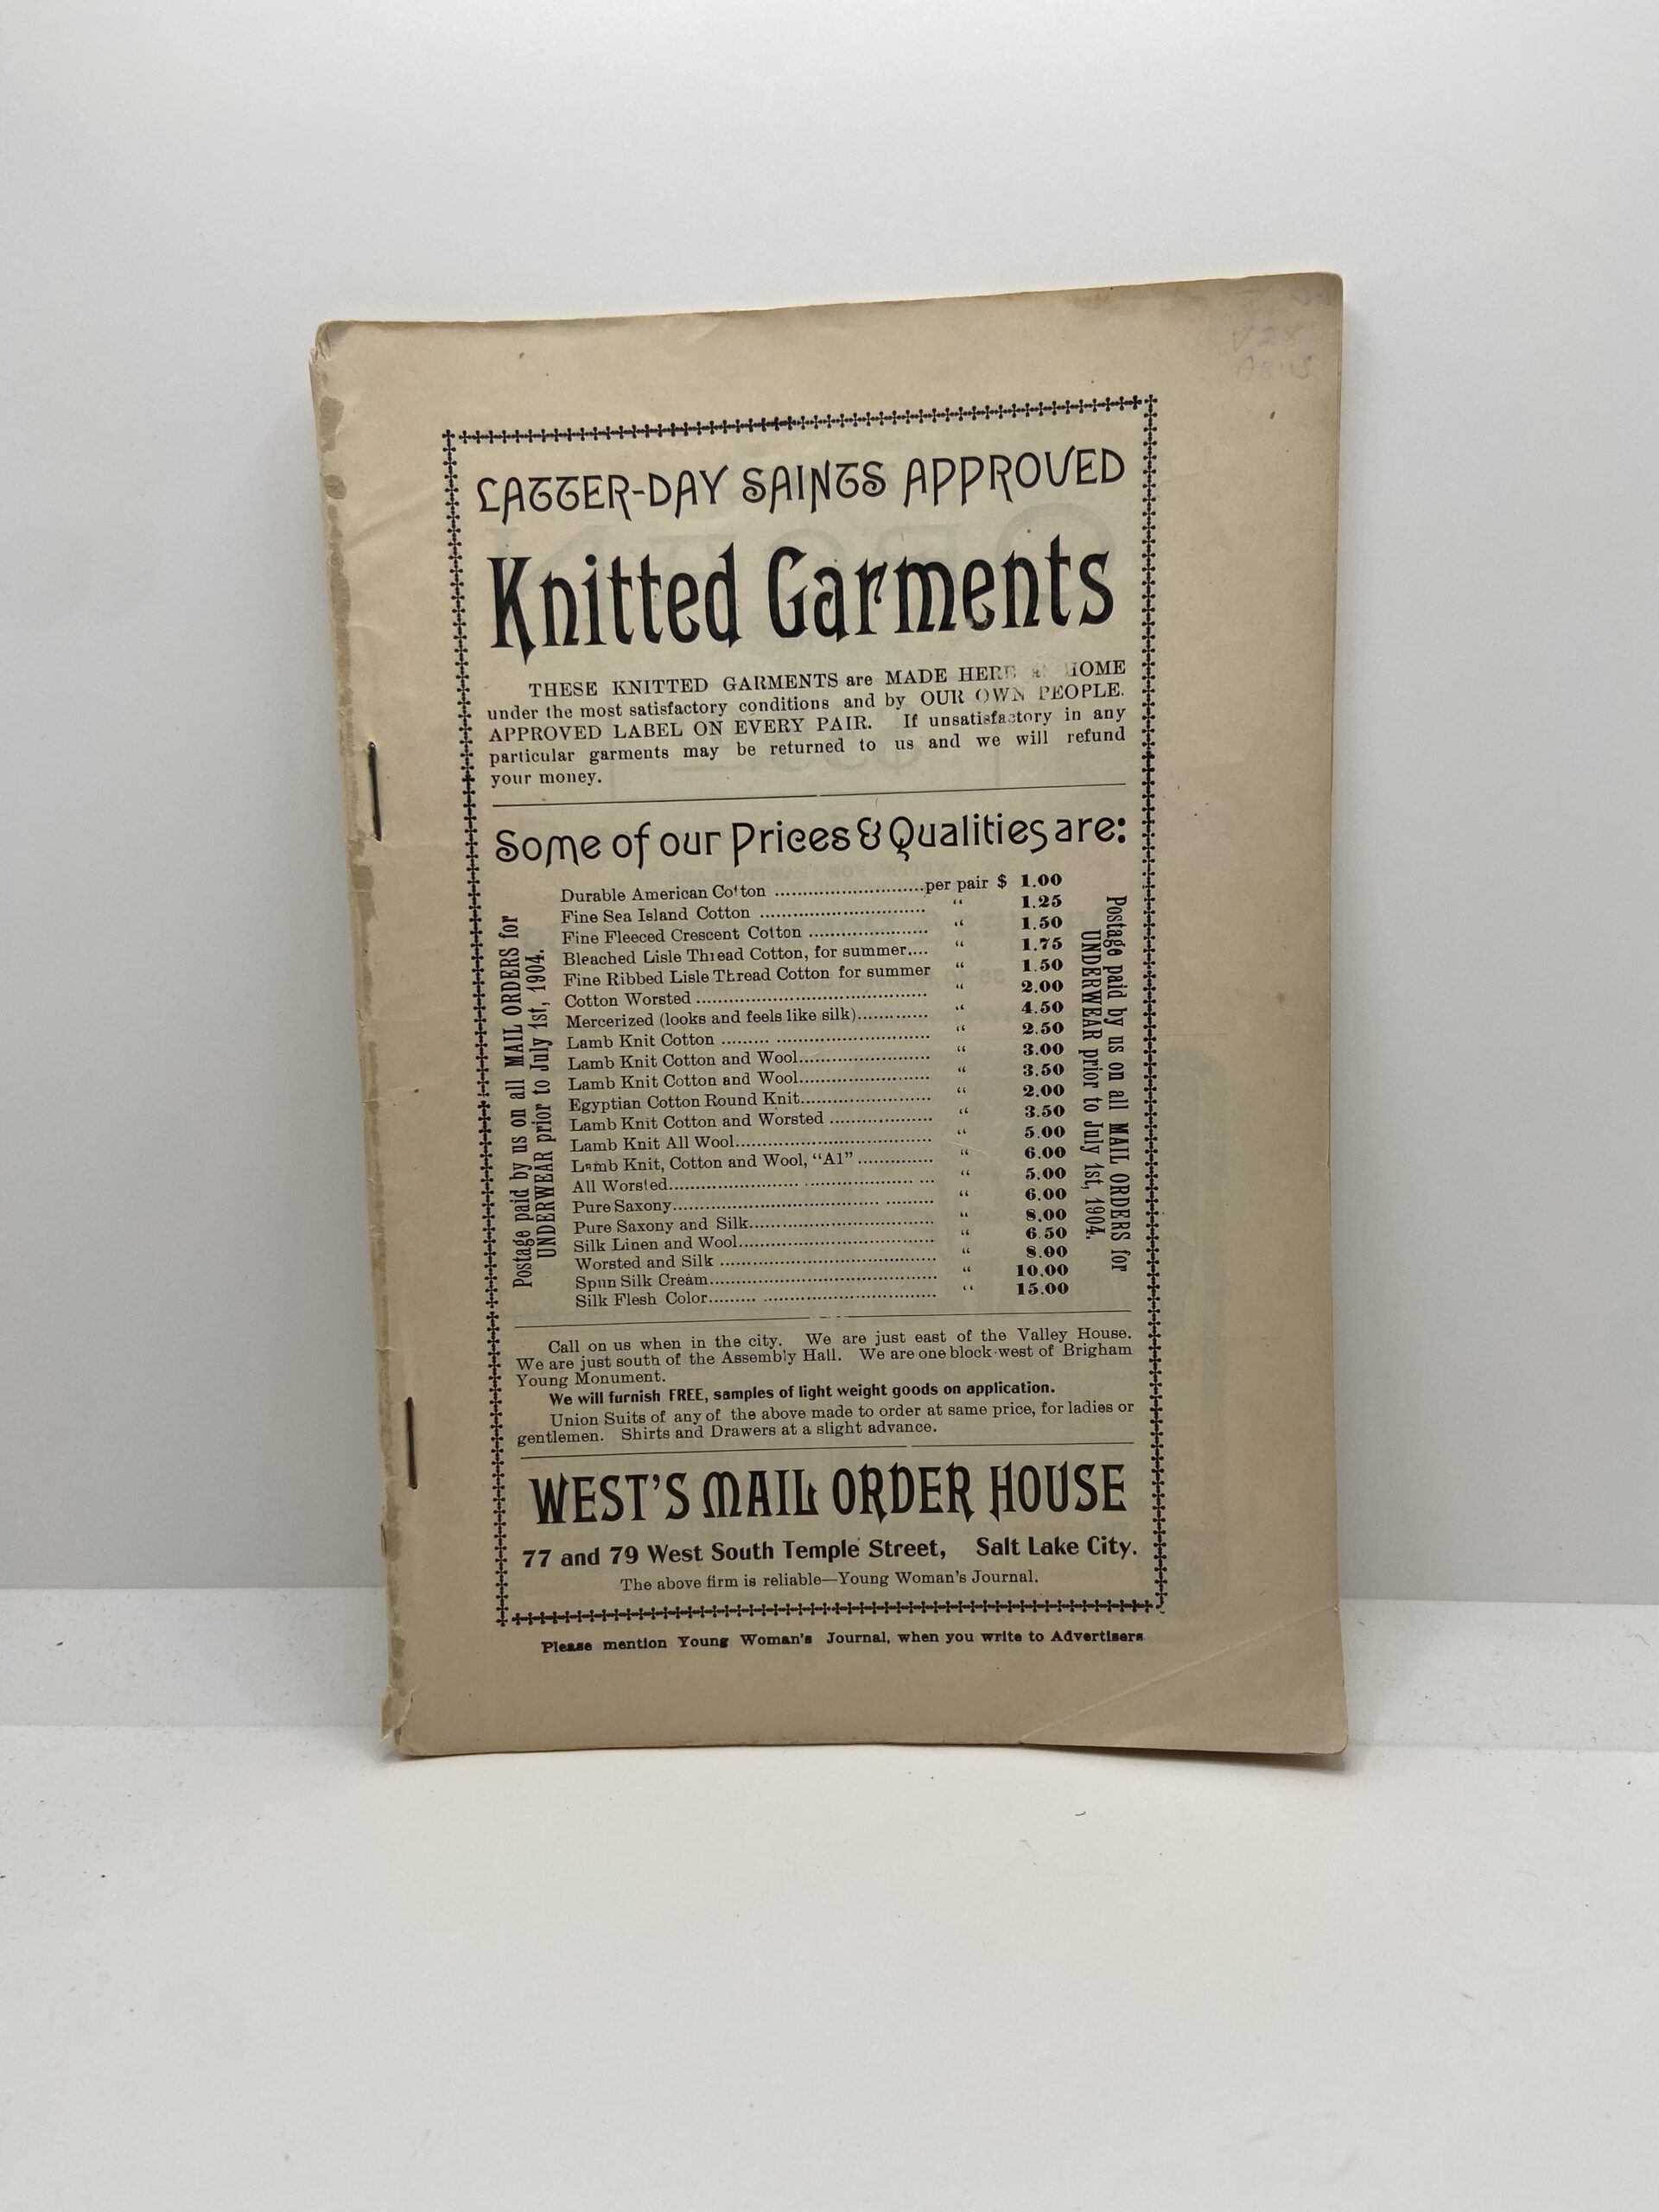 LATTER-DAY SAINTS APPROVED
Knitted Garments
THESE KNITTED GARMENTS are MADE HERE HOME
under the most satisfactory conditions and by OUR OWN PEOPLE.
APPROVED LABEL ON EVERY PAIR. If unsatisfactory in any
particular garments may be returned to us and we will refund
your money.
Some of our Prices & Qualities are:
Postage paid by us on all MAIL ORDERS for
UNDERWEAR prior to July 1st, 1904.
Durable American Cotton ..........................per pair $ 1.00
Fine Sea Island Cotton ............................ “ 1.25
Fine Fleeced Crescent Cotton ..................... “ 1.50
Bleached Lisle Thread Cotton, for summer.... “ 1.75
Fine Ribbed Lisle Thread Cotton for summer “ 1.50
Cotton Worsted ....................................... “ 2.00
Mercerized (looks and feels like silk)............ “ 4.50
Lamb Knit Cotton ......... .......................... “ 2.50
Lamb Knit Cotton and Wool....................... “ 3.00
Lamb Knit Cotton and Wool....................... “ 3.50
Egyptian Cotton Round Knit....................... “ 2.00
Lamb Knit Cotton and Worsted .................. “ 3.50
Lamb Knit All Wool.................................. “ 5.00
Lamb Knit, Cotton and Wool, “A1” ............. “ 6.00
All Worsted....................... .............. ... “ 5.00
Pure Saxony.................................... ......... “ 6.00
Pure Saxony and Silk................................ “ 8.00
Silk Linen and Wool.................................. “ 6.50
Worsted and Silk ..................................... “ 8.00
Spun Silk Cream....................................... “ 10.00
Silk Flesh Color......... .............................. “ 15.00
Postage paid by us on all MAIL ORDERS for
UNDERWEAR prior to July 1st, 1904.
Call on us when in the city. We are just east of the Valley House.
We are just south of the Assembly Hall. We are one block west of Brigham
Young Monument.
We will furnish FREE, samples of light weight goods on application.
Union Suits of any of the above made to order at same price, for ladies or
gentlemen. Shirts and Drawers at a slight advance.
WEST'S MAIL ORDER HOUSE
77 and 79 West South Temple Street, Salt Lake City.
The above firm is reliable—Young Woman's Journal.
Please mention Young Woman's Journal, when you write to Advertisers